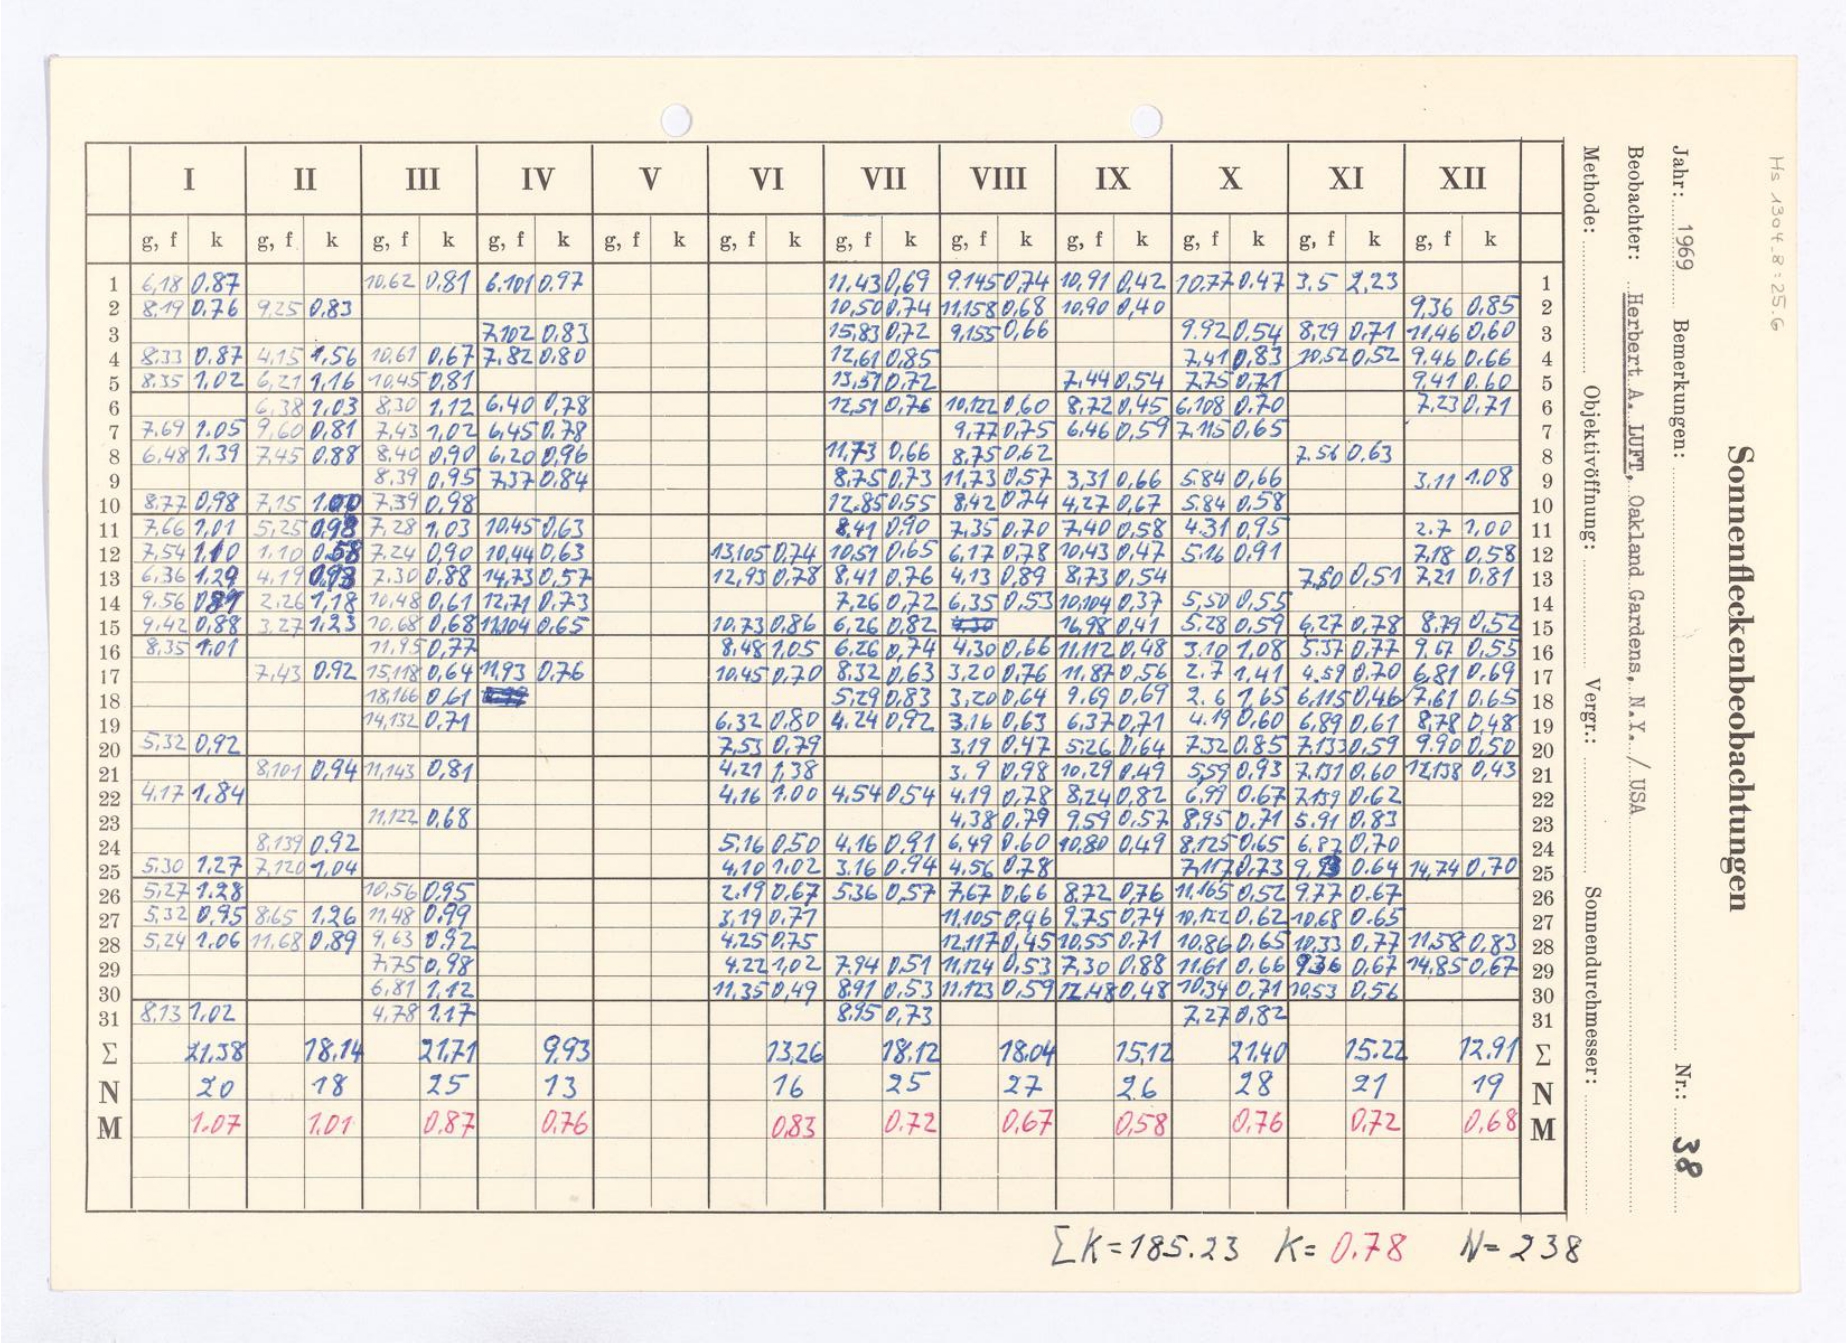 Hs 1304.8:25.6
Sonnenfleckenbeobachtungen
Jahr: 1969 Bemerkungen: Nr.: 38
Beobachter: Herbert A. LUFT, Oakland Gardens, N.Y. / USA
Methode: Objektivöffnung: Vergr.: Sonnendurchmesser:
I II III IV V VI VII VIII IX X XI XII
g, f k g, f k g, f k g, f k g, f k g, f k g, f k g, f k g, f k g, f k g, f k g, f k
1 6,18 0,87 10,62 0,81 6.101 0,97 11,43 0,69 9.145 0,74 10,91 0,42 10.77 0.47 3.5 2,23 1
2 8,19 0,76 9,25 0,83 10,50 0,74 11,158 0,68 10,90 0,40 9,36 0,85 2
3 7,102 0,83 15,83 0,72 9,155 0,66 9.92 0,54 8,29 0,71 11,46 0,60 3
4 8,33 0,87 4,15 1,56 10,61 0,67 7,82 0,80 12,61 0,85 7,41 0,83 10,52 0,52 9,46 0.66 4
5 8,35 1,02 6,21 1,16 10,45 0,81 13,57 0,72 7,44 0,54 7.75 0,71 9,41 0.60 5
6 6,38 1,03 8,30 1,12 6,40 0,78 12,51 0,76 10,122 0,60 8,72 0,45 6,108 0,70 7,23 0,71 6
7 7,69 1.05 9,60 0,81 7,43 1,02 6,45 0.78 9,77 0,75 6,46 0,59 7,115 0,65 7
8 6,48 1,39 7,45 0,88 8,40 0,90 6,20 0,96 11,73 0,66 8,75 0,62 7.56 0,63 8
9 8,39 0,95 7,37 0,84 8,75 0,73 11,73 0,57 3,31 0,66 5.84 0,66 3,11 1.08 9
10 8,77 0,98 7,15 1.00 7,39 0,98 12.85 0,55 8,42 0,74 4,27 0,67 5.84 0,58 10
11 7,66 1,01 5,25 0,98 7,28 1,03 10,45 0,63 8,41 0,90 7,35 0,70 7,40 0,58 4.31 0,95 2.7 1,00 11
12 7,54 1.10 1.10 0.58 7.24 0,90 10,44 0,63 13,105 0,74 10,51 0,65 6,17 0,78 10,43 0,47 5.16 0,91 7,18 0,58 12
13 6,36 1,29 4,19 0,93 7.30 0,88 14,73 0,57 12,93 0,78 8,41 0,76 4,13 0,89 8,73 0,54 7,50 0,51 7,21 0,81 13
14 9.56 0,81 2,26 1,18 10,48 0,61 12,71 0.73 7,26 0,72 6,35 0,53 10,104 0,37 5,50 0,55 14
15 9,42 0,88 3,27 1,23 10,68 0,68 11,104 0,65 10,73 0,86 6,26 0,82 4,30 16,98 0,41 5.28 0,59 6,27 0,78 8,79 0,52 15
16 8,35 1.01 11,95 0,77 8.48 1.05 6.26 0,74 4,30 0,66 11,112 0,48 3,10 1,08 5.37 0,77 9,67 0,55 16
17 7,43 0.92 15,118 0,64 11,93 0,76 10,45 0,70 8,32 0,63 3,20 0,76 11,87 0,56 2.7 1,41 4.59 0.70 6,81 0,69 17
18 18,166 0,61 5,29 0,83 3,20 0,64 9.69 0,69 2.6 1,65 6,115 0,46 7,61 0.65 18
19 14,132 0,71 6,32 0,80 4.24 0,92 3,16 0,63 6,37 0,71 4.19 0,60 6,89 0,61 8,78 0,48 19
20 5,32 0,92 7,53 0,79 3,19 0,47 5.26 0,64 7.32 0,85 7,133 0,59 9.90 0,50 20
21 8,101 0,94 11,143 0,81 4.21 1,38 3.9 0,98 10,29 0.49 5,59 0,93 7.131 0,60 12,138 0,43 21
22 4.17 1,84 4,16 1.00 4,54 0,54 4.19 0,78 8,24 0,82 6,99 0.67 7,139 0,62 22
23 11,122 0,68 4,38 0,79 9,59 0,57 8,95 0,71 5.91 0,83 23
24 8,139 0.92 5,16 0,50 4,16 0,91 6,49 0.60 10,80 0,49 8,125 0,65 6.87 0,70 24
25 5.30 1.27 7,120 1,04 4,10 1.02 3.16 0.94 4.56 0.78 7,117 0,73 0.64 14,74 0,70 25
26 5,27 1.28 10,56 0,95 2.19 0,67 5.36 0,57 7,67 0,66 8.72 0,76 11.165 0,52 9.77 0.67 26
27 5,32 0,95 8,65 1,26 11,48 0,99 3,19 0.77 11.105 0,46 9.75 0,74 10,122 0,62 10,68 0.65 27
28 5,24 1.06 11,68 0,89 9,63 0.92 4.25 0,75 12.117 0,45 10,55 0.71 10.86 0,65 10,33 0,77 11,58 0,83 28
29 7.75 0,98 4.22 1,02 7.94 0,51 11,124 0,53 7,30 0,88 11.61 0,66 936 0,67 14,85 0,67 29
30 6,81 1,12 11,35 0,49 8,91 0,53 11.123 0,59 12,48 0,48 10,34 0,71 10,53 0,56 30
31 8,13 1,02 4,78 1,17 8,95 0,73 7,27 0,82 31
Σ 21,38 18,14 21,71 9,93 13,26 18,12 18,04 15,12 21,40 15.22 12.91 Σ
N 20 18 25 13 16 25 27 26 28 21 19 N
M 1.07 1.01 0,87 0,76 0,83 0.72 0,67 0,58 0,76 0,72 0,68 M
ΣK=185.23 K= 0.78 N= 238